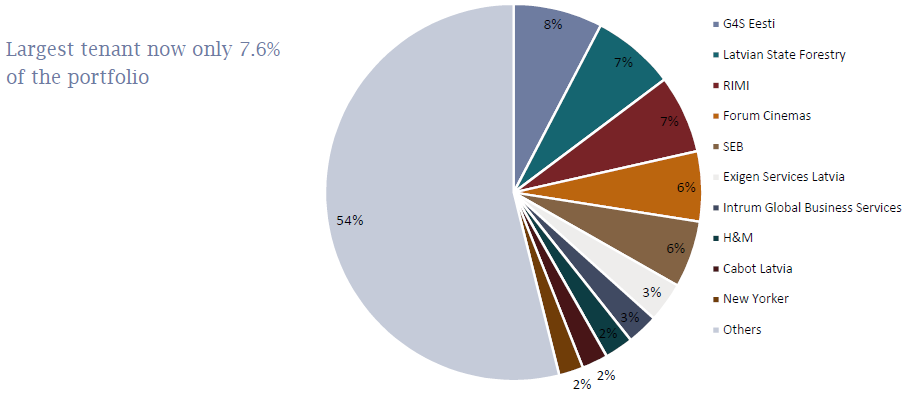 Largest tenant now only 7.6%
of the portfolio
8%
7%
7%
6%
6%
3%
3%
2%
2%
2%
54%
G4S Eesti
Latvian State Forestry
RIMI
Forum Cinemas
SEB
Exigen Services Latvia
Intrum Global Business Services
H&M
Cabot Latvia
New Yorker
Others